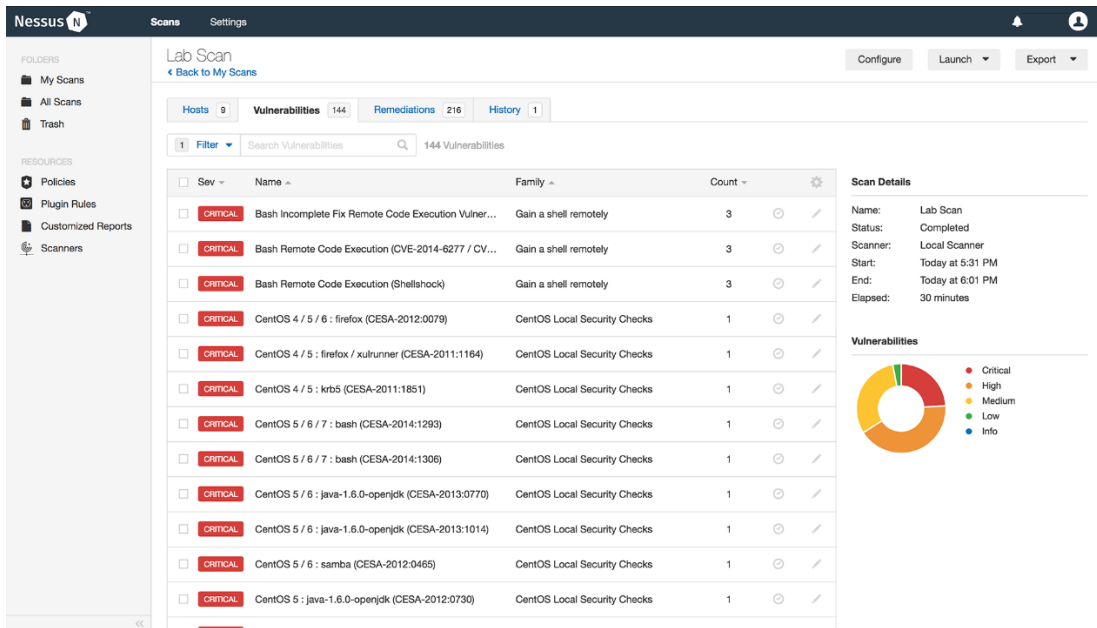 Nessus N ™ Scans Settings
FOLDERS
My Scans
All Scans
Trash
RESOURCES
Policies
Plugin Rules
Customized Reports
Scanners
Lab Scan
Back to My Scans
Configure Launch Export
Hosts 9 Vulnerabilities 144 Remediations 216 History 1
1 Filter Search Vulnerabilities 144 Vulnerabilities
Sev Name Family Count
CRITICAL Bash Incomplete Fix Remote Code Execution Vulner... Gain a shell remotely 3
CRITICAL Bash Remote Code Execution (CVE-2014-6277 / CV... Gain a shell remotely 3
CRITICAL Bash Remote Code Execution (Shellshock) Gain a shell remotely 3
CRITICAL CentOS 4 / 5 / 6 : firefox (CESA-2012:0079) CentOS Local Security Checks 1
CRITICAL CentOS 4 / 5 : firefox / xulrunner (CESA-2011:1164) CentOS Local Security Checks 1
CRITICAL CentOS 4 / 5 : krb5 (CESA-2011:1851) CentOS Local Security Checks 1
CRITICAL CentOS 5 / 6 / 7 : bash (CESA-2014:1293) CentOS Local Security Checks 1
CRITICAL CentOS 5 / 6 / 7 : bash (CESA-2014:1306) CentOS Local Security Checks 1
CRITICAL CentOS 5 / 6 : java-1.6.0-openjdk (CESA-2013:0770) CentOS Local Security Checks 1
CRITICAL CentOS 5 / 6 : java-1.6.0-openjdk (CESA-2013:1014) CentOS Local Security Checks 1
CRITICAL CentOS 5 / 6 : samba (CESA-2012:0465) CentOS Local Security Checks 1
CRITICAL CentOS 5 : java-1.6.0-openjdk (CESA-2012:0730) CentOS Local Security Checks 1
Scan Details
Name: Lab Scan
Status: Completed
Scanner: Local Scanner
Start: Today at 5:31 PM
End: Today at 6:01 PM
Elapsed: 30 minutes
Vulnerabilities
Critical
High
Medium
Low
Info